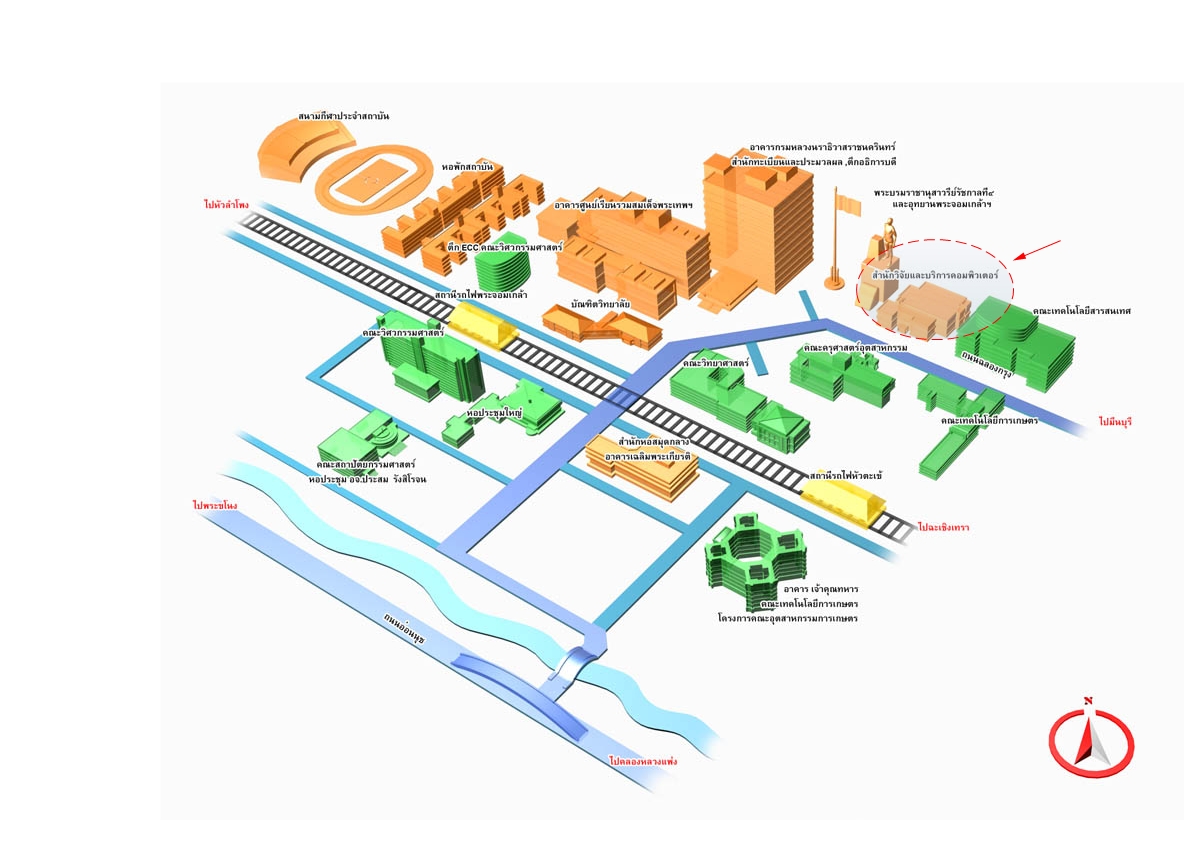 สนามกีฬาประจำสถาบัน
หอพักสถาบัน
อาคารกรมหลวงนราธิวาสราชนครินทร์
สำนักทะเบียนและประมวลผล ,ตึกอธิการบดี
พระบรมราชานุสาวรีย์รัชกาลที่๔
และอุทยานพระจอมเกล้าฯ
ไปหัวลำโพง
อาคารศูนย์เรียนรวมสมเด็จพระเทพฯ
ตึก ECC คณะวิศวกรรมศาสตร์
สำนักวิจัยและบริการคอมพิวเตอร์
สถานีรถไฟพระจอมเกล้า
บัณฑิตวิทยาลัย
คณะเทคโนโลยีสารสนเทศ
คณะวิศวกรรมศาสตร์
คณะครุศาสตร์อุตสาหกรรม
คณะวิทยาศาสตร์
ถนนฉลองกรุง
หอประชุมใหญ่
คณะเทคโนโลยีการเกษตร
ไปมีนบุรี
สำนักหอสมุดกลาง
อาคารเฉลิมพระเกียรติ
คณะสถาปัตยกรรมศาสตร์
หอประชุม อจ.ประสม รังสิโรจน์
สถานีรถไฟหัวตะเข้
ไปพระขโนง
ไปฉะเชิงเทรา
อาคาร เจ้าคุณทหาร
คณะเทคโนโลยีการเกษตร
โครงการคณะอุตสาหกรรมการเกษตร
ถนนอ่อนนุช
N
ไปคลองหลวงแพ่ง